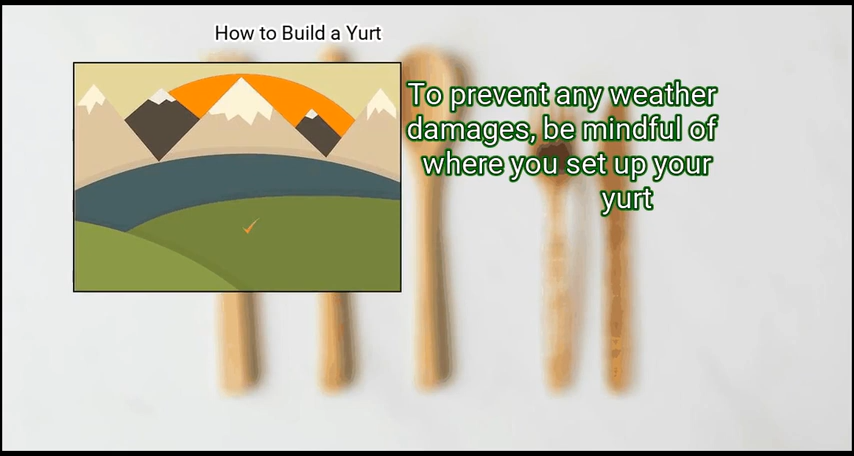 How to Build a Yurt
To prevent any weather
damages, be mindful of
where you set up your
yurt